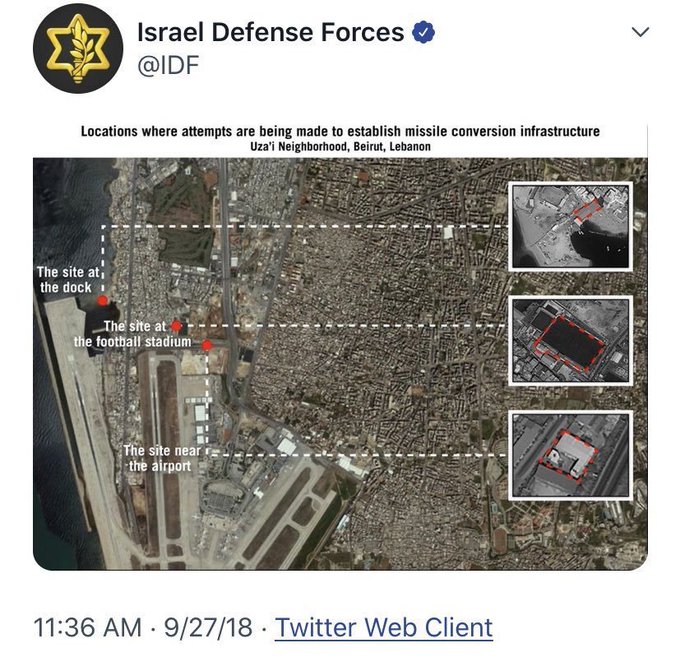 Israel Defense Forces
@IDF
Locations where attempts are being made to establish missile conversion infrastructure
Uza'i Neighborhood, Beirut, Lebanon
The site at
the dock
The site at
the football stadium
The site near
the airport
11:36 AM · 9/27/18 · Twitter Web Client